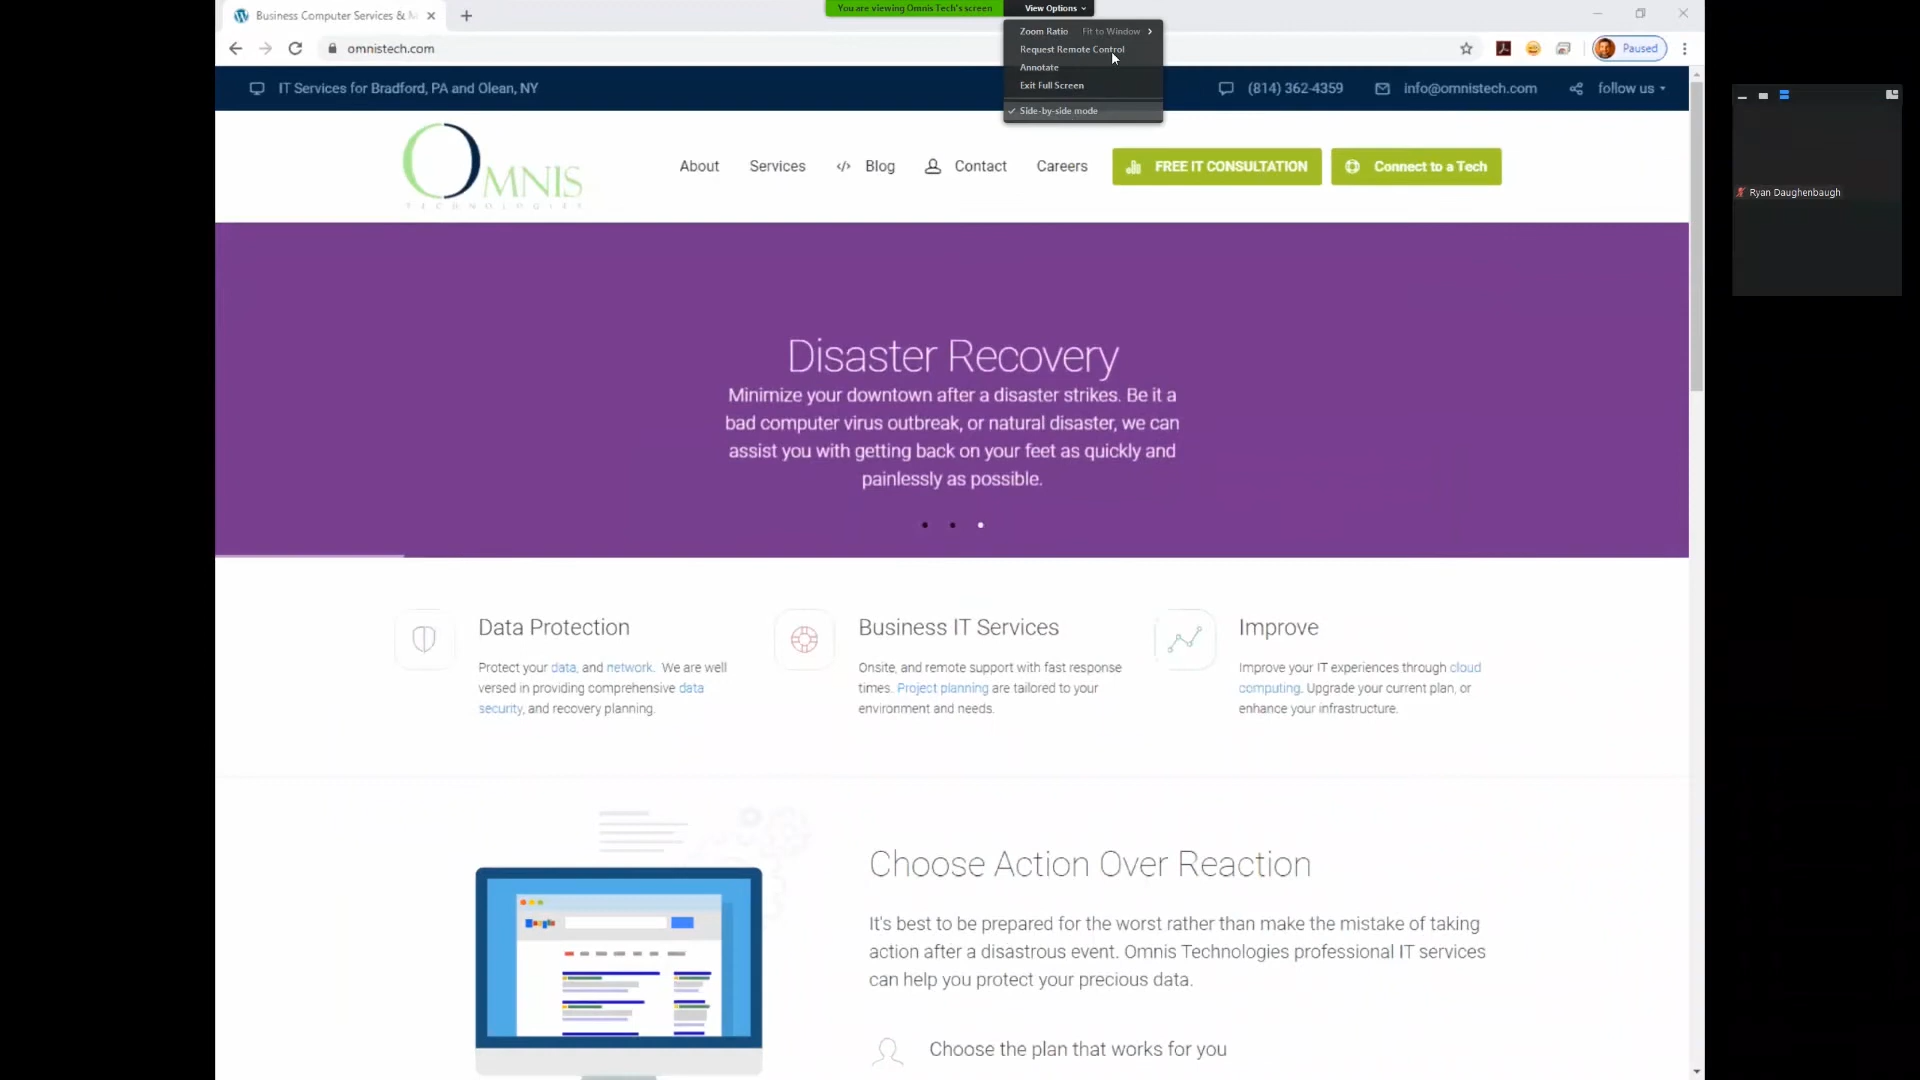 Business Computer Services & M
You are viewing Omnis Tech's screen
View Options
Zoom Ratio Fit to Window
Request Remote Control
Annotate
Exit Full Screen
Side-by-side mode
omnistech.com
Paused
IT Services for Bradford, PA and Olean, NY
(814) 362-4359
info@omnistech.com
follow us
OMNIS
TECHNOLOGIES
About
Services
Blog
Contact
Careers
FREE IT CONSULTATION
Connect to a Tech
Ryan Daughenbaugh
Disaster Recovery
Minimize your downtown after a disaster strikes. Be it a
bad computer virus outbreak, or natural disaster, we can
assist you with getting back on your feet as quickly and
painlessly as possible.
Data Protection
Protect your data, and network. We are well
versed in providing comprehensive data
security, and recovery planning.
Business IT Services
Onsite, and remote support with fast response
times. Project planning are tailored to your
environment and needs.
Improve
Improve your IT experiences through cloud
computing. Upgrade your current plan, or
enhance your infrastructure.
Choose Action Over Reaction
It's best to be prepared for the worst rather than make the mistake of taking
action after a disastrous event. Omnis Technologies professional IT services
can help you protect your precious data.
Choose the plan that works for you